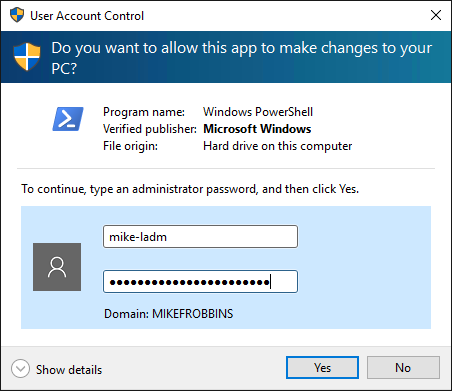 User Account Control
Do you want to allow this app to make changes to your
PC?
Program name: Windows PowerShell
Verified publisher: Microsoft Windows
File origin: Hard drive on this computer
To continue, type an administrator password, and then click Yes.
mike-ladm
●●●●●●●●●●●●●●●●●●●●●●●
Domain: MIKEFROBBINS
Show details
Yes
No